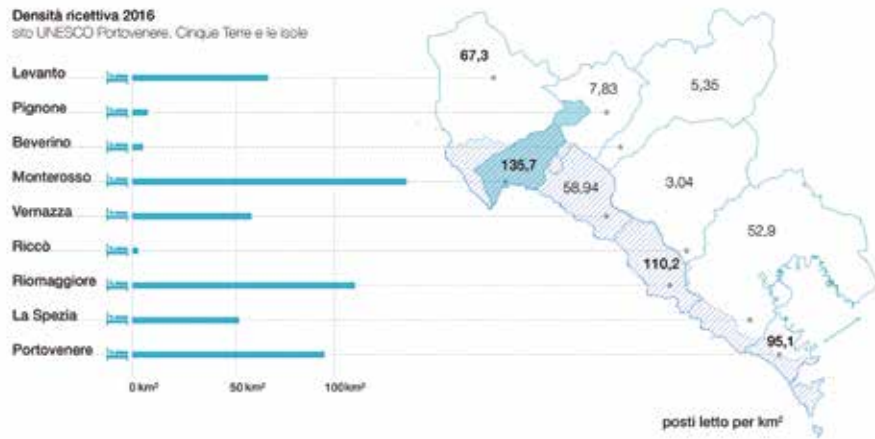 Densità ricettiva 2016
sito UNESCO Portovenere, Cinque Terre e le isole
Levanto
Pignone
Beverino
Monterosso
Vernazza
Riccò
Riomaggiore
La Spezia
Portovenere
0 km²
50 km²
100 km²
67,3
7,83
5,35
135,7
58,94
3,04
52,9
110,2
95,1
posti letto per km²